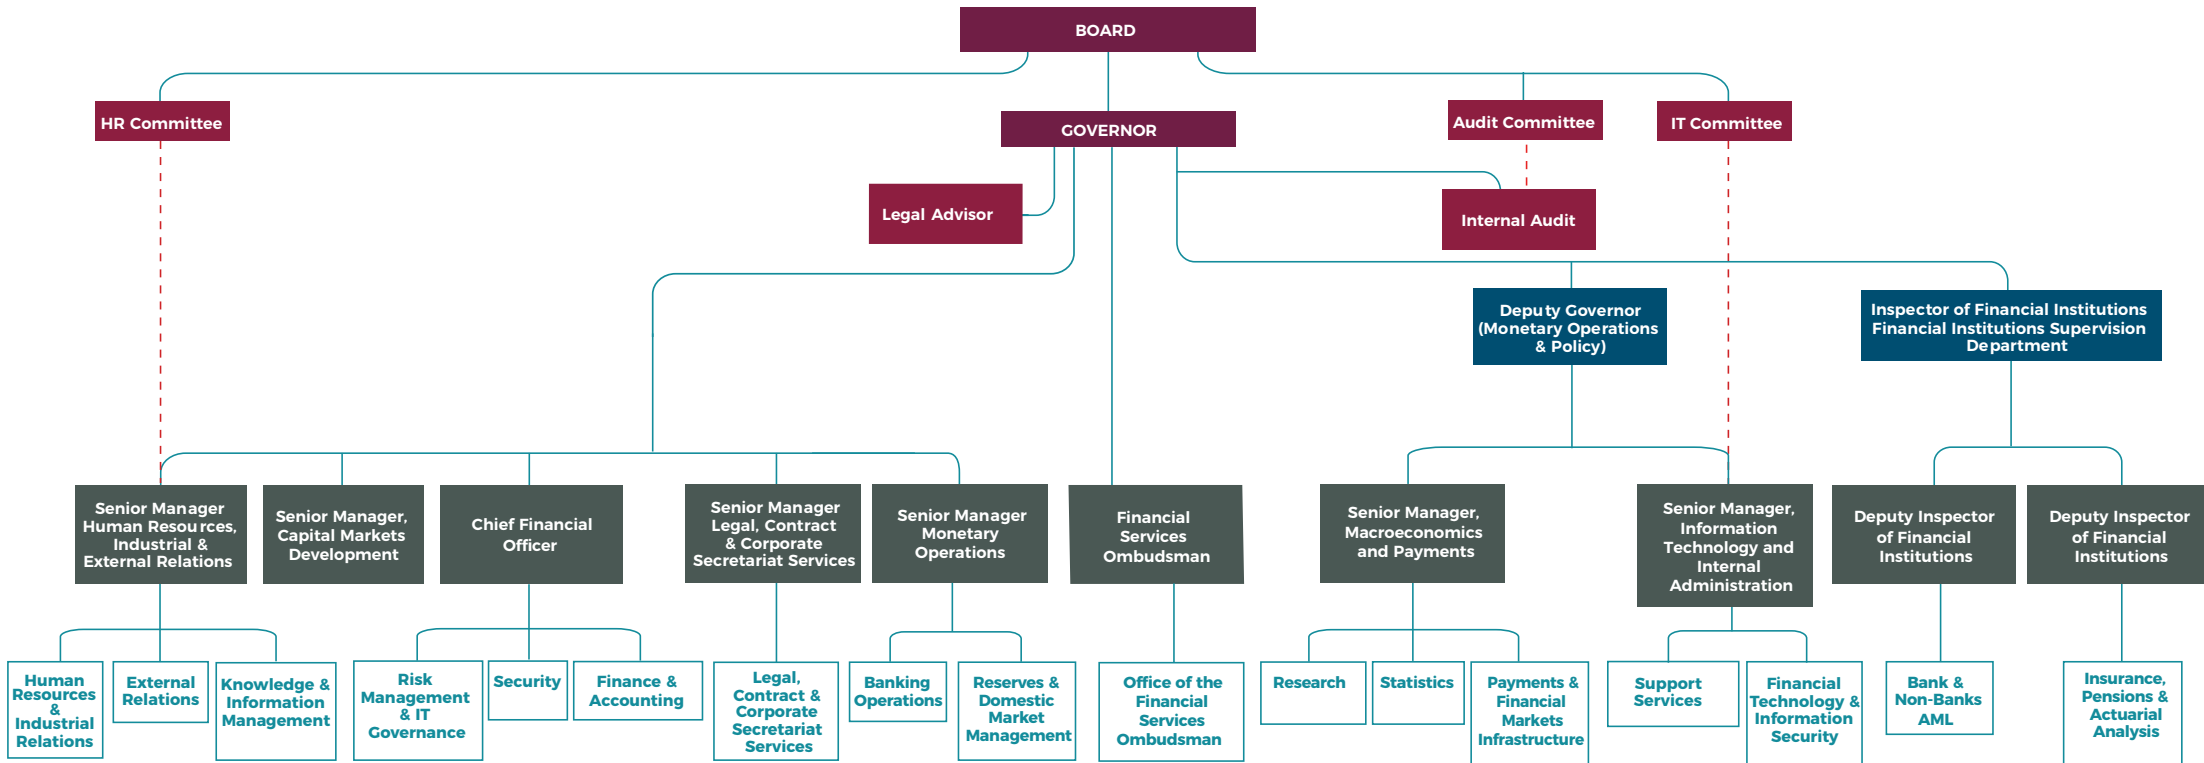 BOARD
HR Committee
GOVERNOR
Audit Committee
IT Committee
Legal Advisor
Internal Audit
Deputy Governor
(Monetary Operations
& Policy)
Inspector of Financial Institutions
Financial Institutions Supervision
Department
Senior Manager
Human Resources,
Industrial &
External Relations
Senior Manager,
Capital Markets
Development
Chief Financial
Officer
Senior Manager
Legal, Contract
& Corporate
Secretariat Services
Senior Manager
Monetary
Operations
Financial
Services
Ombudsman
Senior Manager,
Macroeconomics
and Payments
Senior Manager,
Information
Technology and
Internal
Administration
Deputy Inspector
of Financial
Institutions
Deputy Inspector
of Financial
Institutions
Human
Resources
&
Industrial
Relations
External
Relations
Knowledge &
Information
Management
Risk
Management
& IT
Governance
Security
Finance &
Accounting
Legal,
Contract &
Corporate
Secretariat
Services
Banking
Operations
Reserves &
Domestic
Market
Management
Office of the
Financial
Services
Ombudsman
Research
Statistics
Payments &
Financial
Markets
Infrastructure
Support
Services
Financial
Technology &
Information
Security
Bank &
Non-Banks
AML
Insurance,
Pensions &
Actuarial
Analysis